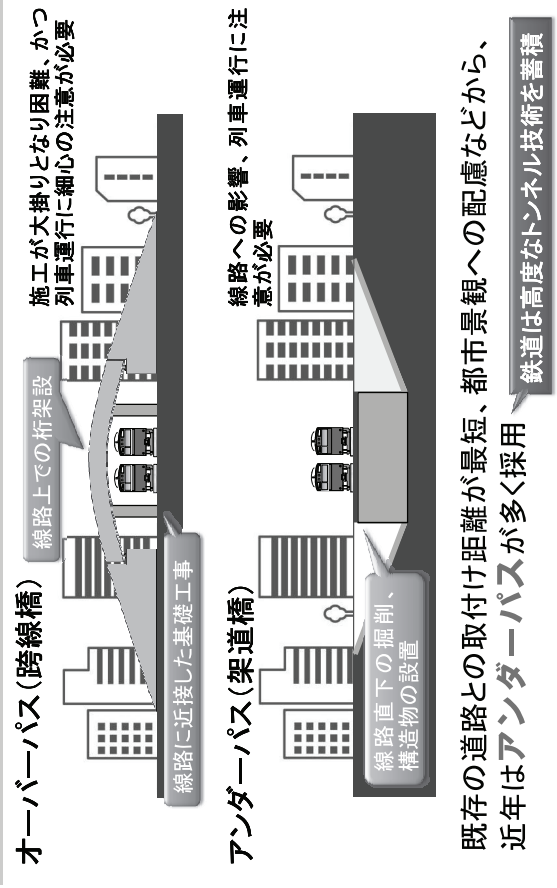 オーバーパス(跨線橋)
施工が大掛りとなり困難、かつ
列車運行に細心の注意が必要
線路上での桁架設
線路に近接した基礎工事
アンダーパス(架道橋)
線路への影響、列車運行に注
意が必要
線路直下の掘削、
構造物の設置
既存の道路との取付け距離が最短、都市景観への配慮などから、
近年はアンダーパスが多く採用
鉄道は高度なトンネル技術を蓄積